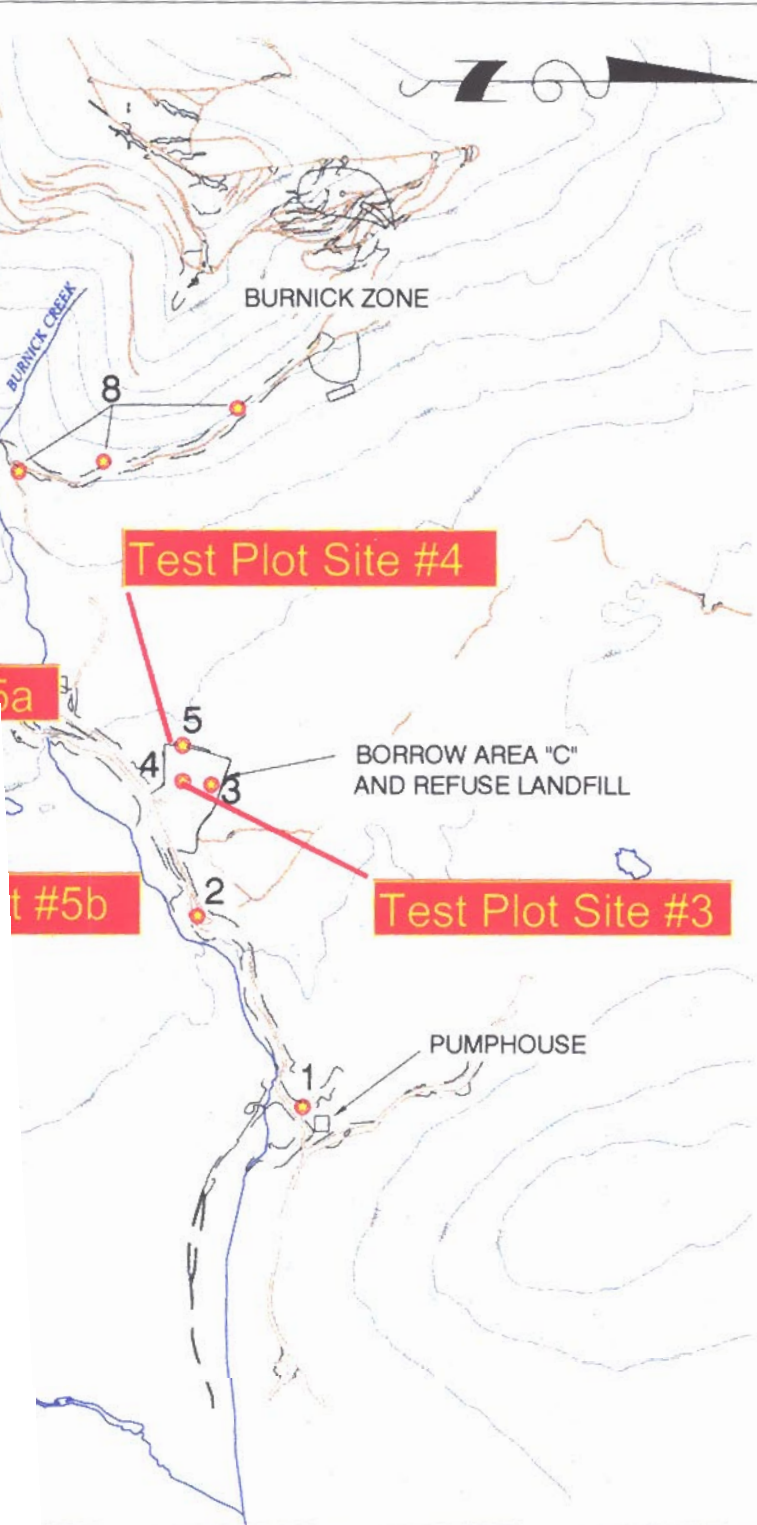 BURNICK ZONE
BURNICK CREEK
8
Test Plot Site #4
5a
5
4
3
BORROW AREA "C"
AND REFUSE LANDFILL
2
t #5b
Test Plot Site #3
PUMPHOUSE
1